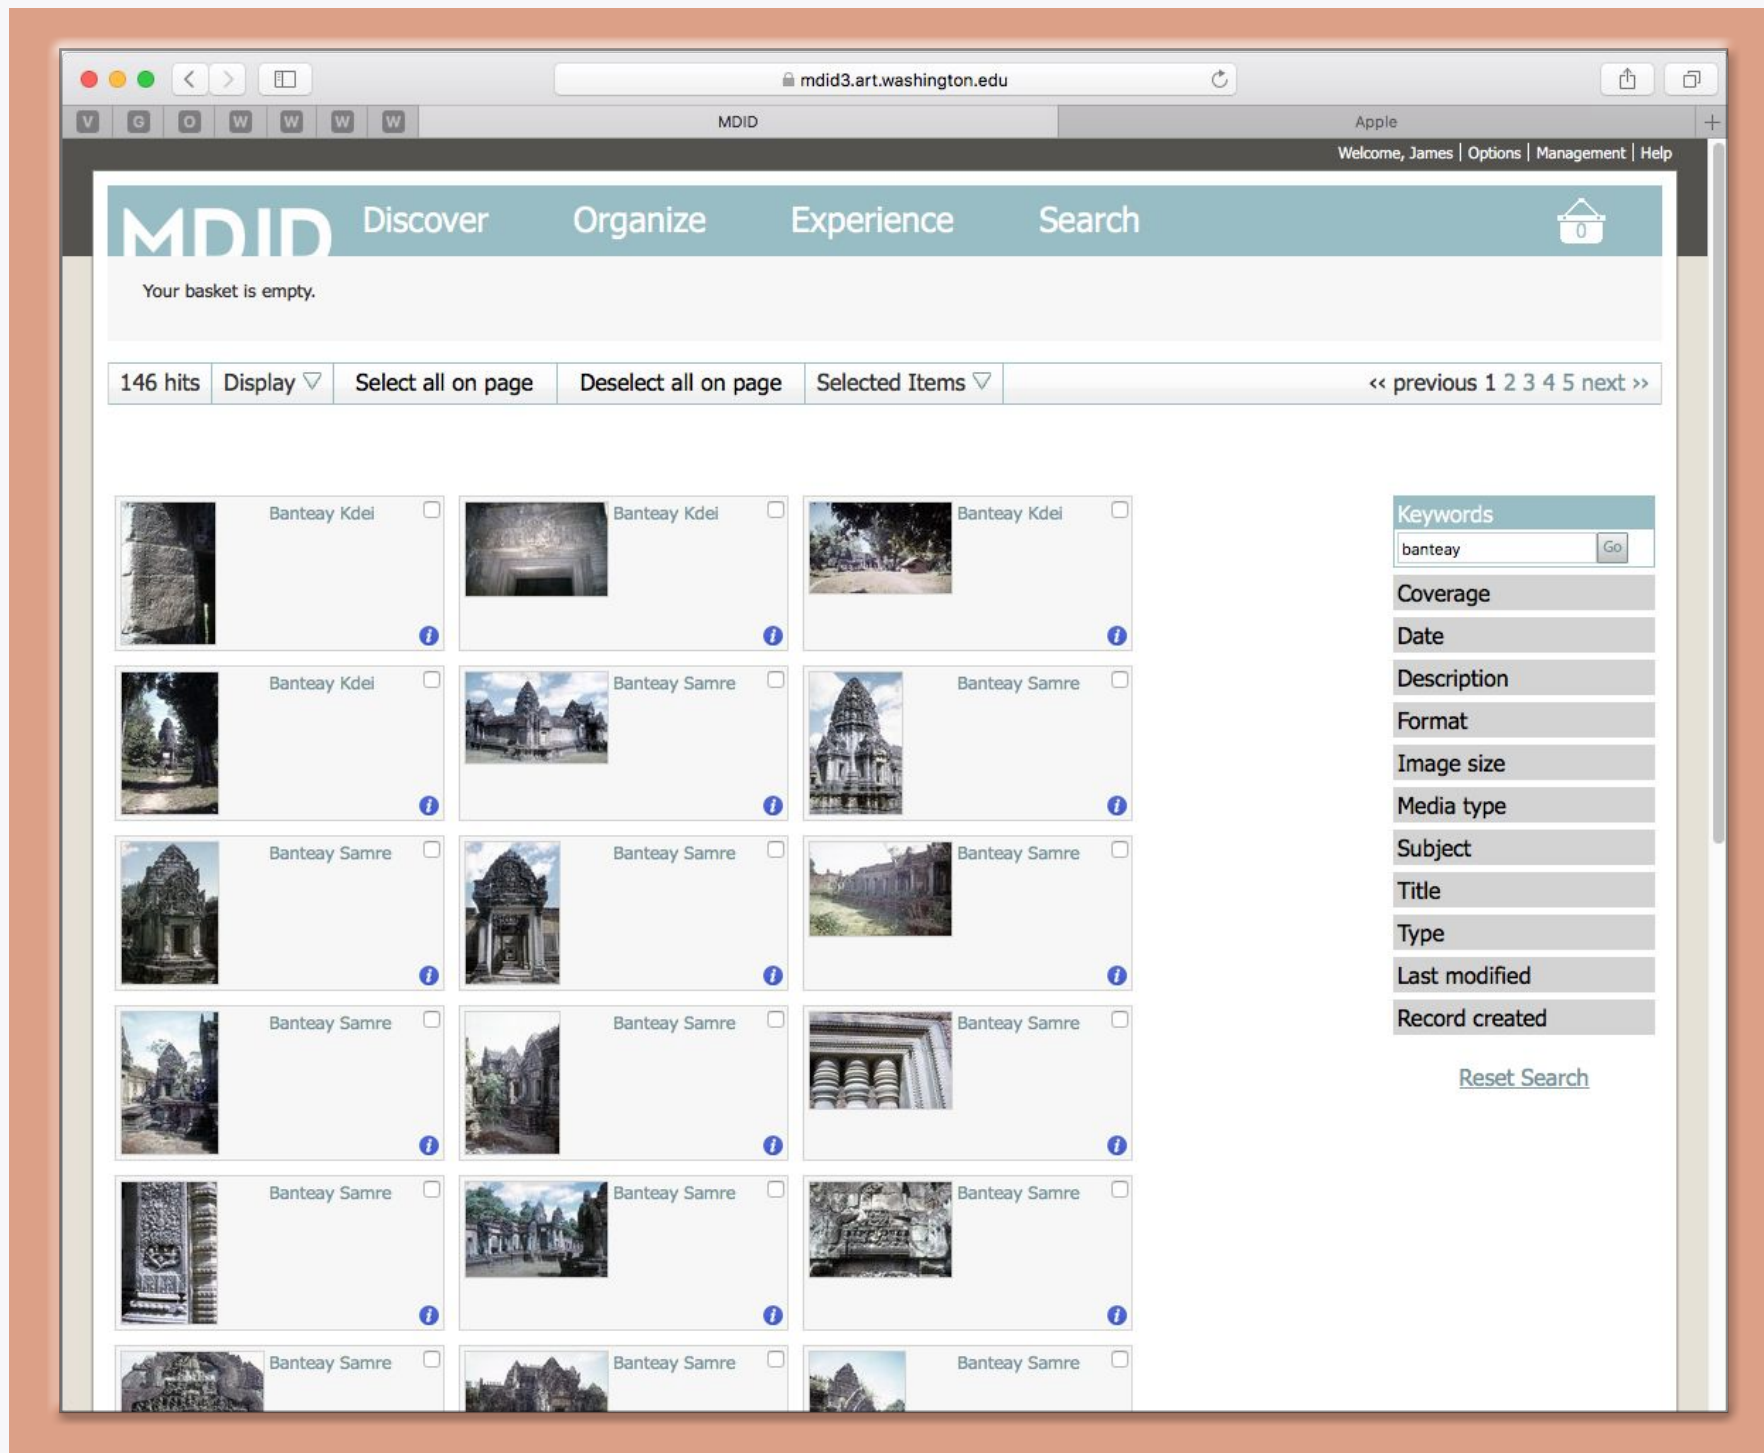 mdid3.art.washington.edu
V G O W W W W MDID Apple +
Welcome, James | Options | Management | Help
MDID Discover Organize Experience Search 0
Your basket is empty.
146 hits Display Select all on page Deselect all on page Selected Items ‹‹ previous 1 2 3 4 5 next ››
Banteay Kdei Banteay Kdei Banteay Kdei
Banteay Kdei Banteay Samre Banteay Samre
Banteay Samre Banteay Samre Banteay Samre
Banteay Samre Banteay Samre Banteay Samre
Banteay Samre Banteay Samre Banteay Samre
Banteay Samre Banteay Samre Banteay Samre
Keywords
banteay Go
Coverage
Date
Description
Format
Image size
Media type
Subject
Title
Type
Last modified
Record created
Reset Search